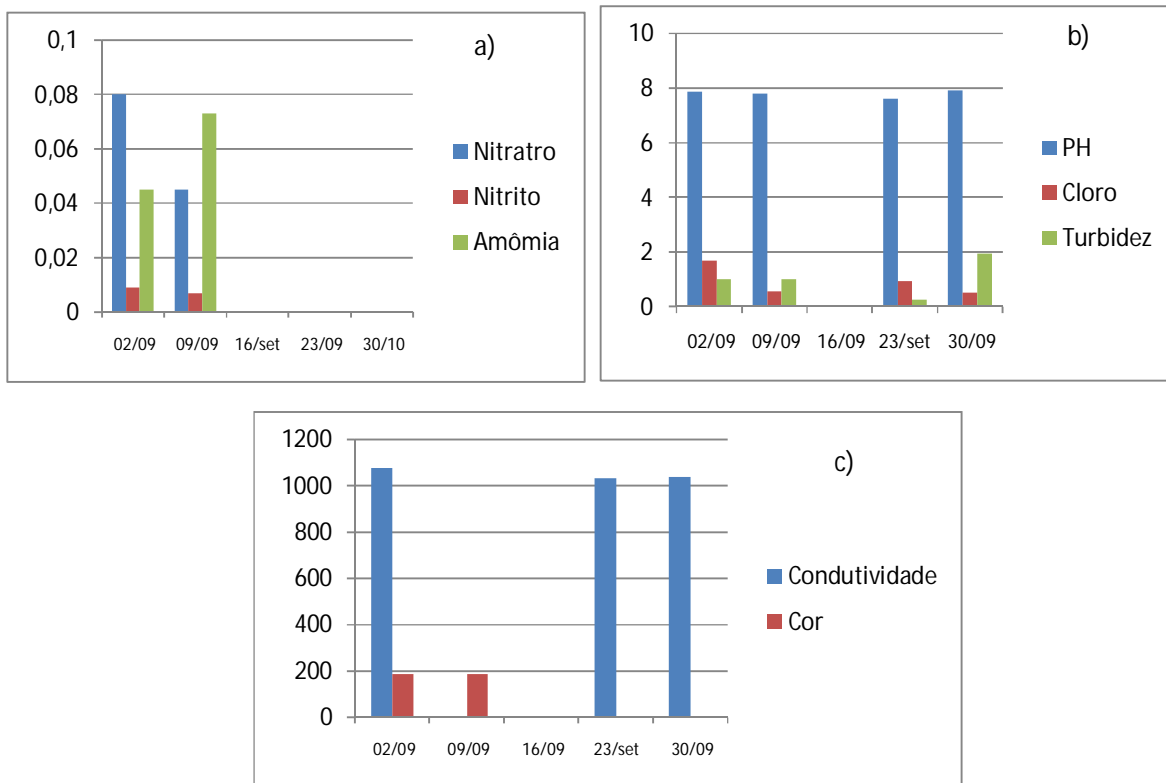 a)
0,1
0,08
0,06
0,04
0,02
0
02/09 09/09 16/set 23/09 30/10
Nitratro
Nitrito
Amômia
b)
10
8
6
4
2
0
02/09 09/09 16/09 23/set 30/09
PH
Cloro
Turbidez
c)
1200
1000
800
600
400
200
0
02/09 09/09 16/09 23/set 30/09
Condutividade
Cor